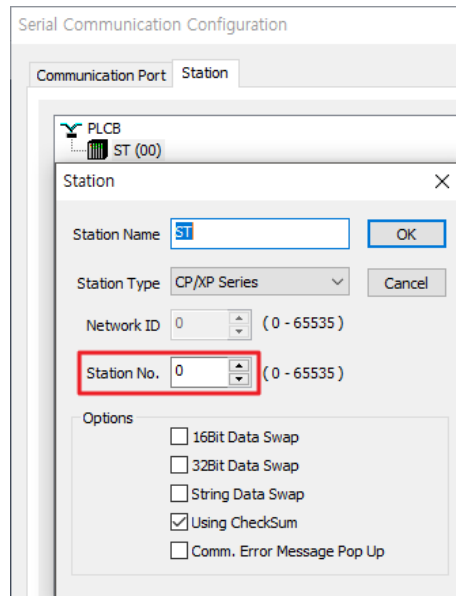 Serial Communication Configuration
Communication Port Station
PLCB
ST (00)
Station
Station Name ST OK
Station Type CP/XP Series Cancel
Network ID 0 ( 0 - 65535 )
Station No. 0 ( 0 - 65535 )
Options
16Bit Data Swap
32Bit Data Swap
String Data Swap
Using CheckSum
Comm. Error Message Pop Up